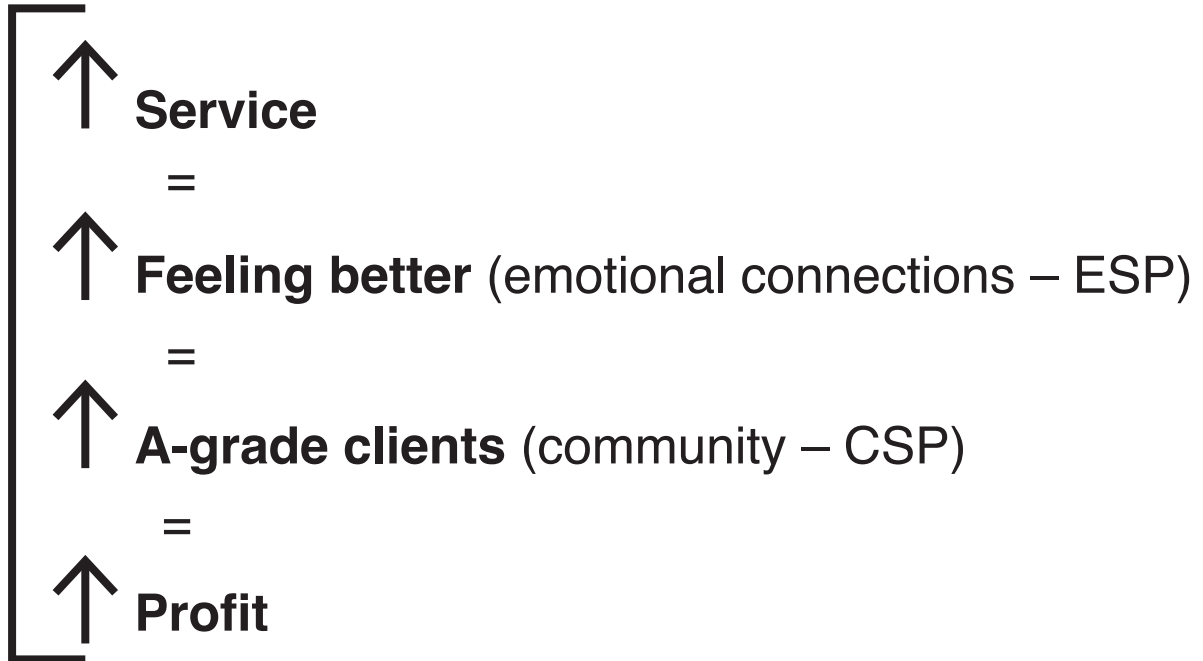 ↑ Service
=
↑ Feeling better (emotional connections – ESP)
=
↑ A-grade clients (community – CSP)
=
↑ Profit